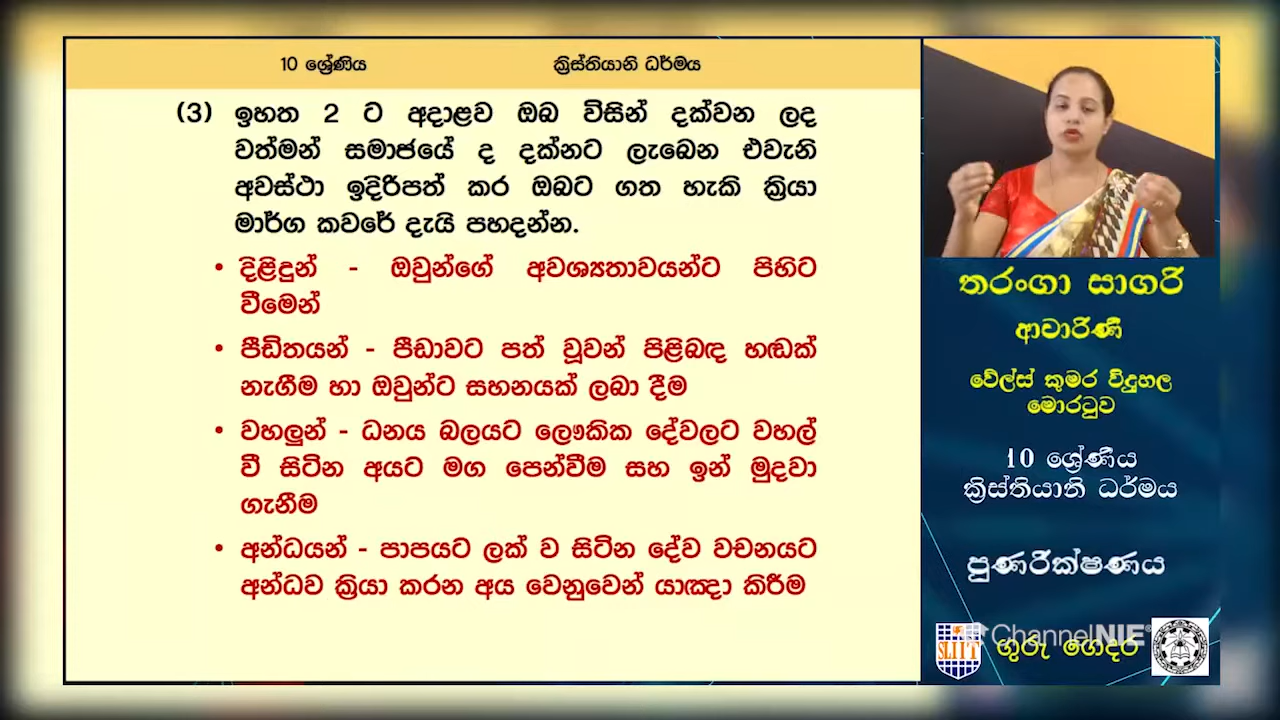 10 ශ්‍රේණිය
ක්‍රිස්තියානි ධර්මය
(3) ඉහත 2 ට අදාළව ඔබ විසින් දක්වන ලද
වත්මන් සමාජයේ ද දක්නට ලැබෙන එවැනි
අවස්ථා ඉදිරිපත් කර ඔබට ගත හැකි ක්‍රියා
මාර්ග කවරේ දැයි පහදන්න.
• දිළිඳුන් - ඔවුන්ගේ අවශ්‍යතාවයන්ට පිහිට
වීමෙන්
• පීඩිතයන් - පීඩාවට පත් වූවන් පිළිබඳ හඬක්
නැගීම හා ඔවුන්ට සහනයක් ලබා දීම
• වහලුන් - ධනය බලයට ලෞකික දේවලට වහල්
වී සිටින අයට මග පෙන්වීම සහ ඉන් මුදවා
ගැනීම
• අන්ධයන් - පාපයට ලක් ව සිටින දේව වචනයට
අන්ධව ක්‍රියා කරන අය වෙනුවෙන් යාඤා කිරීම
තරංගා සාගරි
ආචාරිණී
වේල්ස් කුමර විදුහල
මොරටුව
10 ශ්‍රේණිය
ක්‍රිස්තියානි ධර්මය
පුණරීක්ෂණය
ChannelNIE
SLIIT
ගුරු ගෙදර